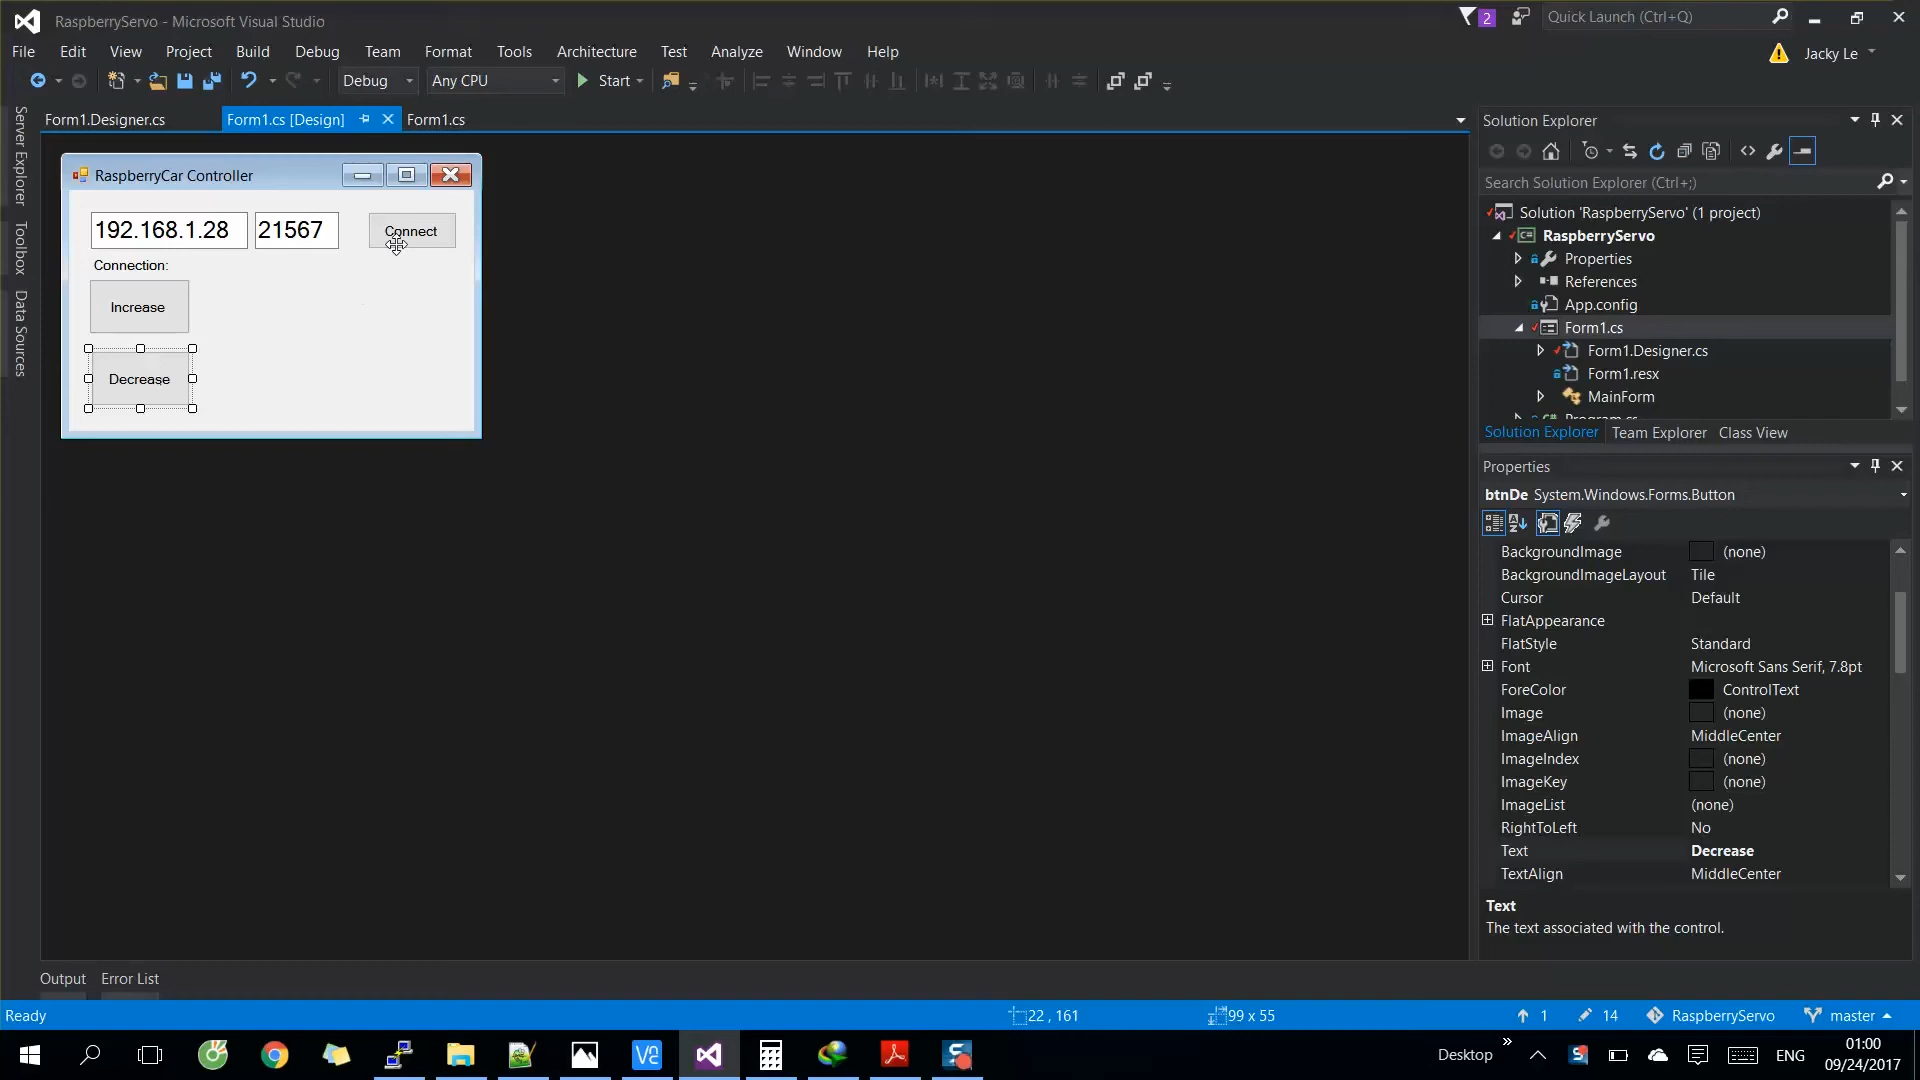 RaspberryServo - Microsoft Visual Studio
2
Quick Launch (Ctrl+Q)
File Edit View Project Build Debug Team Format Tools Architecture Test Analyze Window Help
Jacky Le
Debug Any CPU Start
Server Explorer
Toolbox
Data Sources
Form1.Designer.cs Form1.cs [Design] Form1.cs
RaspberryCar Controller
192.168.1.28 21567 Connect
Connection:
Increase
Decrease
Solution Explorer
Search Solution Explorer (Ctrl+;)
Solution 'RaspberryServo' (1 project)
C# RaspberryServo
Properties
References
App.config
Form1.cs
Form1.Designer.cs
Form1.resx
MainForm
C# Program.cs
Solution Explorer Team Explorer Class View
Properties
btnDe System.Windows.Forms.Button
BackgroundImage (none)
BackgroundImageLayout Tile
Cursor Default
FlatAppearance
FlatStyle Standard
Font Microsoft Sans Serif, 7.8pt
ForeColor ControlText
Image (none)
ImageAlign MiddleCenter
ImageIndex (none)
ImageKey (none)
ImageList (none)
RightToLeft No
Text Decrease
TextAlign MiddleCenter
Text
The text associated with the control.
Output Error List
Ready 22 , 161 99 x 55 1 14 RaspberryServo master
Desktop ENG
01:00
09/24/2017